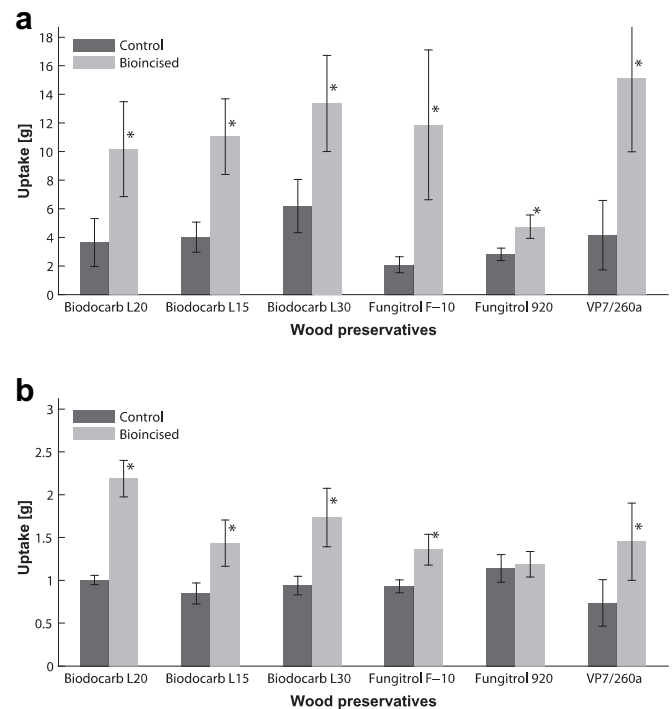 a
18
16
14
12
10
8
6
4
2
0
Uptake [g]
Control
Bioincised
*
*
*
*
*
*
Biodocarb L20 Biodocarb L15 Biodocarb L30 Fungitrol F–10 Fungitrol 920 VP7/260a
Wood preservatives
b
3
2.5
2
1.5
1
0.5
0
Uptake [g]
Control
Bioincised
*
*
*
*
*
Biodocarb L20 Biodocarb L15 Biodocarb L30 Fungitrol F–10 Fungitrol 920 VP7/260a
Wood preservatives